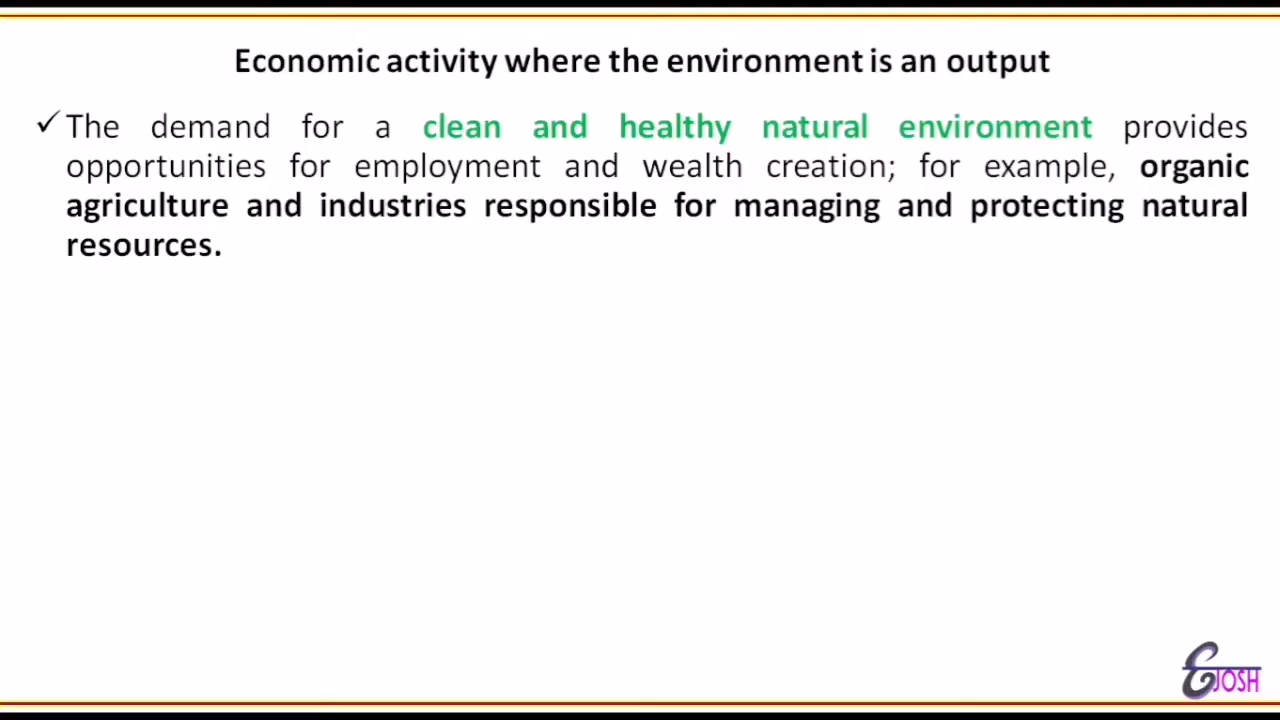 Economic activity where the environment is an output
✓ The demand for a clean and healthy natural environment provides
opportunities for employment and wealth creation; for example, organic
agriculture and industries responsible for managing and protecting natural
resources.
EJOSH